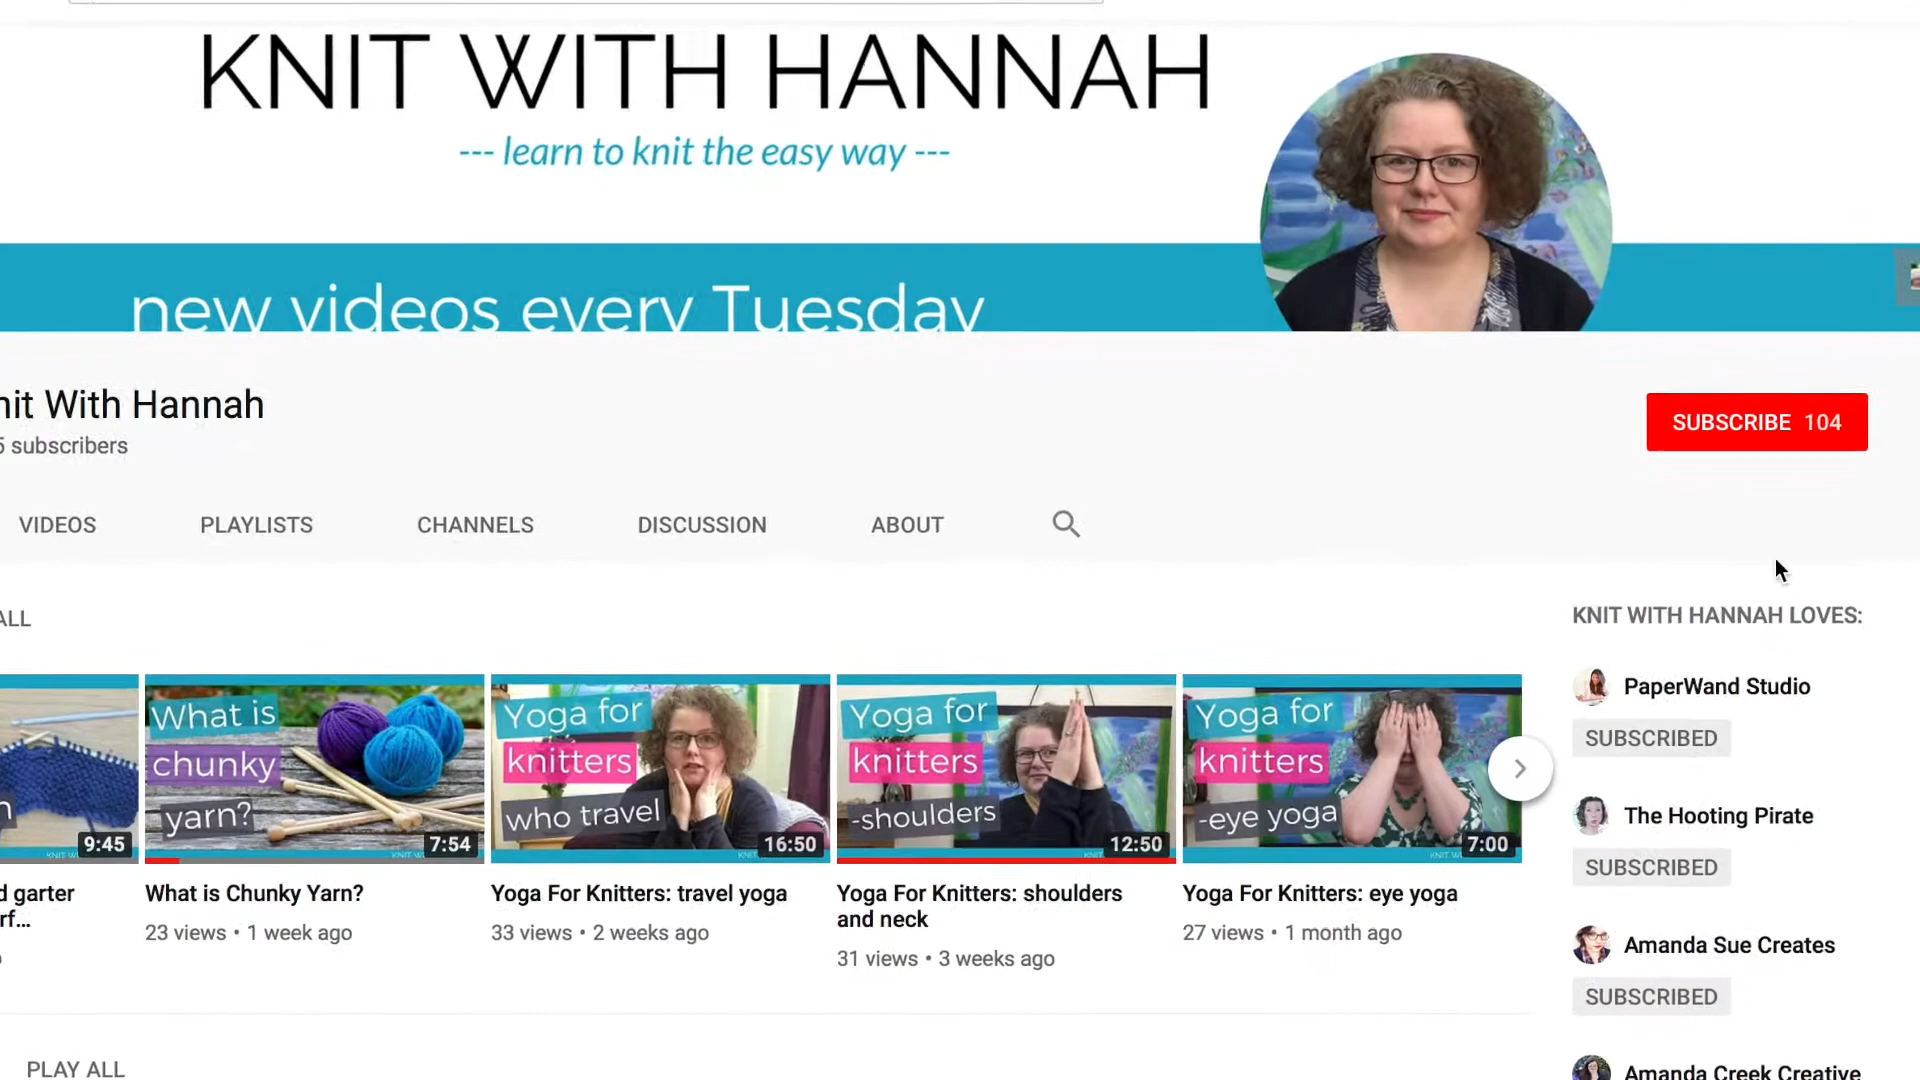 KNIT WITH HANNAH
--- learn to knit the easy way ---
new videos every Tuesday
nit With Hannah
5 subscribers
SUBSCRIBE 104
VIDEOS PLAYLISTS CHANNELS DISCUSSION ABOUT
ALL
KNIT WITH HANNAH LOVES:
n
9:45
What is
chunky
yarn?
7:54
Yoga for
knitters
who travel
16:50
Yoga for
knitters
-shoulders
12:50
Yoga for
knitters
-eye yoga
7:00
d garter
rf...
What is Chunky Yarn?
23 views • 1 week ago
Yoga For Knitters: travel yoga
33 views • 2 weeks ago
Yoga For Knitters: shoulders
and neck
31 views • 3 weeks ago
Yoga For Knitters: eye yoga
27 views • 1 month ago
PaperWand Studio
SUBSCRIBED
The Hooting Pirate
SUBSCRIBED
Amanda Sue Creates
SUBSCRIBED
Amanda Creek Creative
PLAY ALL